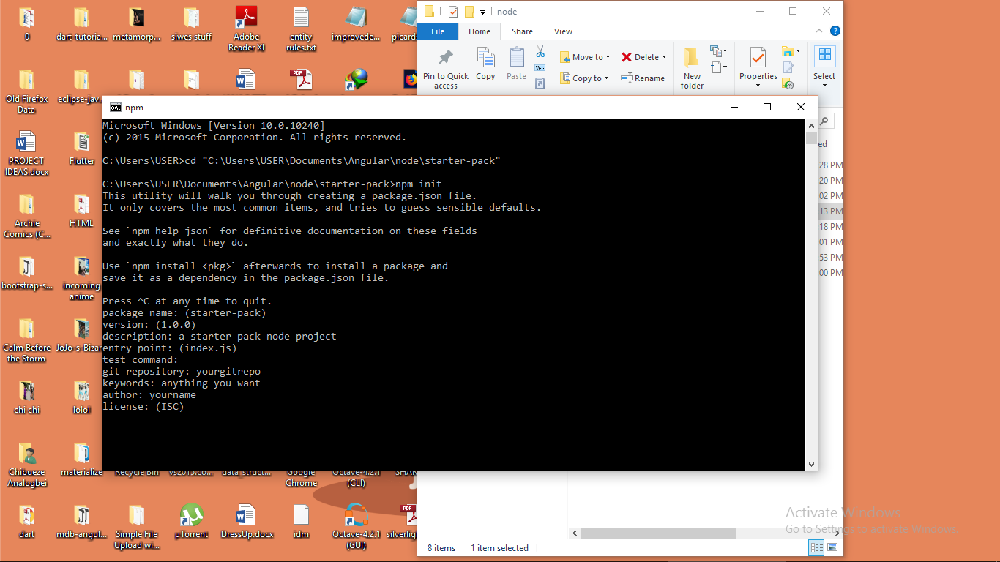 0
dart-tutoria...
metamorp...
siwes stuff
Adobe
Reader XI
entity
rules.txt
improvede...
Old Firefox
Data
eclipse-jav.
PROJECT
IDEAS.docx
Flutter
Archie
Comics (C...
HTML
bootstrap-s...
incoming
anime
Calm Before
the Storm
JoJo-s-Bizar
chi chi
lolol
Chibueze
Analogbei
materialize
Recycle Bin
Google
Chrome
Octave-4.2.1
(CLI)
dart
mdb-angul...
Simple File
Upload wi...
µTorrent
DressUp.docx
idm
Octave-4.2.1
(GUI)
silverligh
PDF
PDF
node
File Home Share View
Pin to Quick
access
Copy
Paste
Move to
Copy to
Delete
Rename
New
folder
Properties
Select
npm
Microsoft Windows [Version 10.0.10240]
(c) 2015 Microsoft Corporation. All rights reserved.
C:\Users\USER>cd "C:\Users\USER\Documents\Angular\node\starter-pack"
C:\Users\USER\Documents\Angular\node\starter-pack>npm init
This utility will walk you through creating a package.json file.
It only covers the most common items, and tries to guess sensible defaults.
See `npm help json` for definitive documentation on these fields
and exactly what they do.
Use `npm install <pkg>` afterwards to install a package and
save it as a dependency in the package.json file.
Press ^C at any time to quit.
package name: (starter-pack)
version: (1.0.0)
description: a starter pack node project
entry point: (index.js)
test command:
git repository: yourgitrepo
keywords: anything you want
author: yourname
license: (ISC)
ed
28 PM
20 PM
02 PM
13 PM
18 PM
01 PM
53 PM
00 PM
8 items 1 item selected
Activate Windows
Go to Settings to activate Windows.